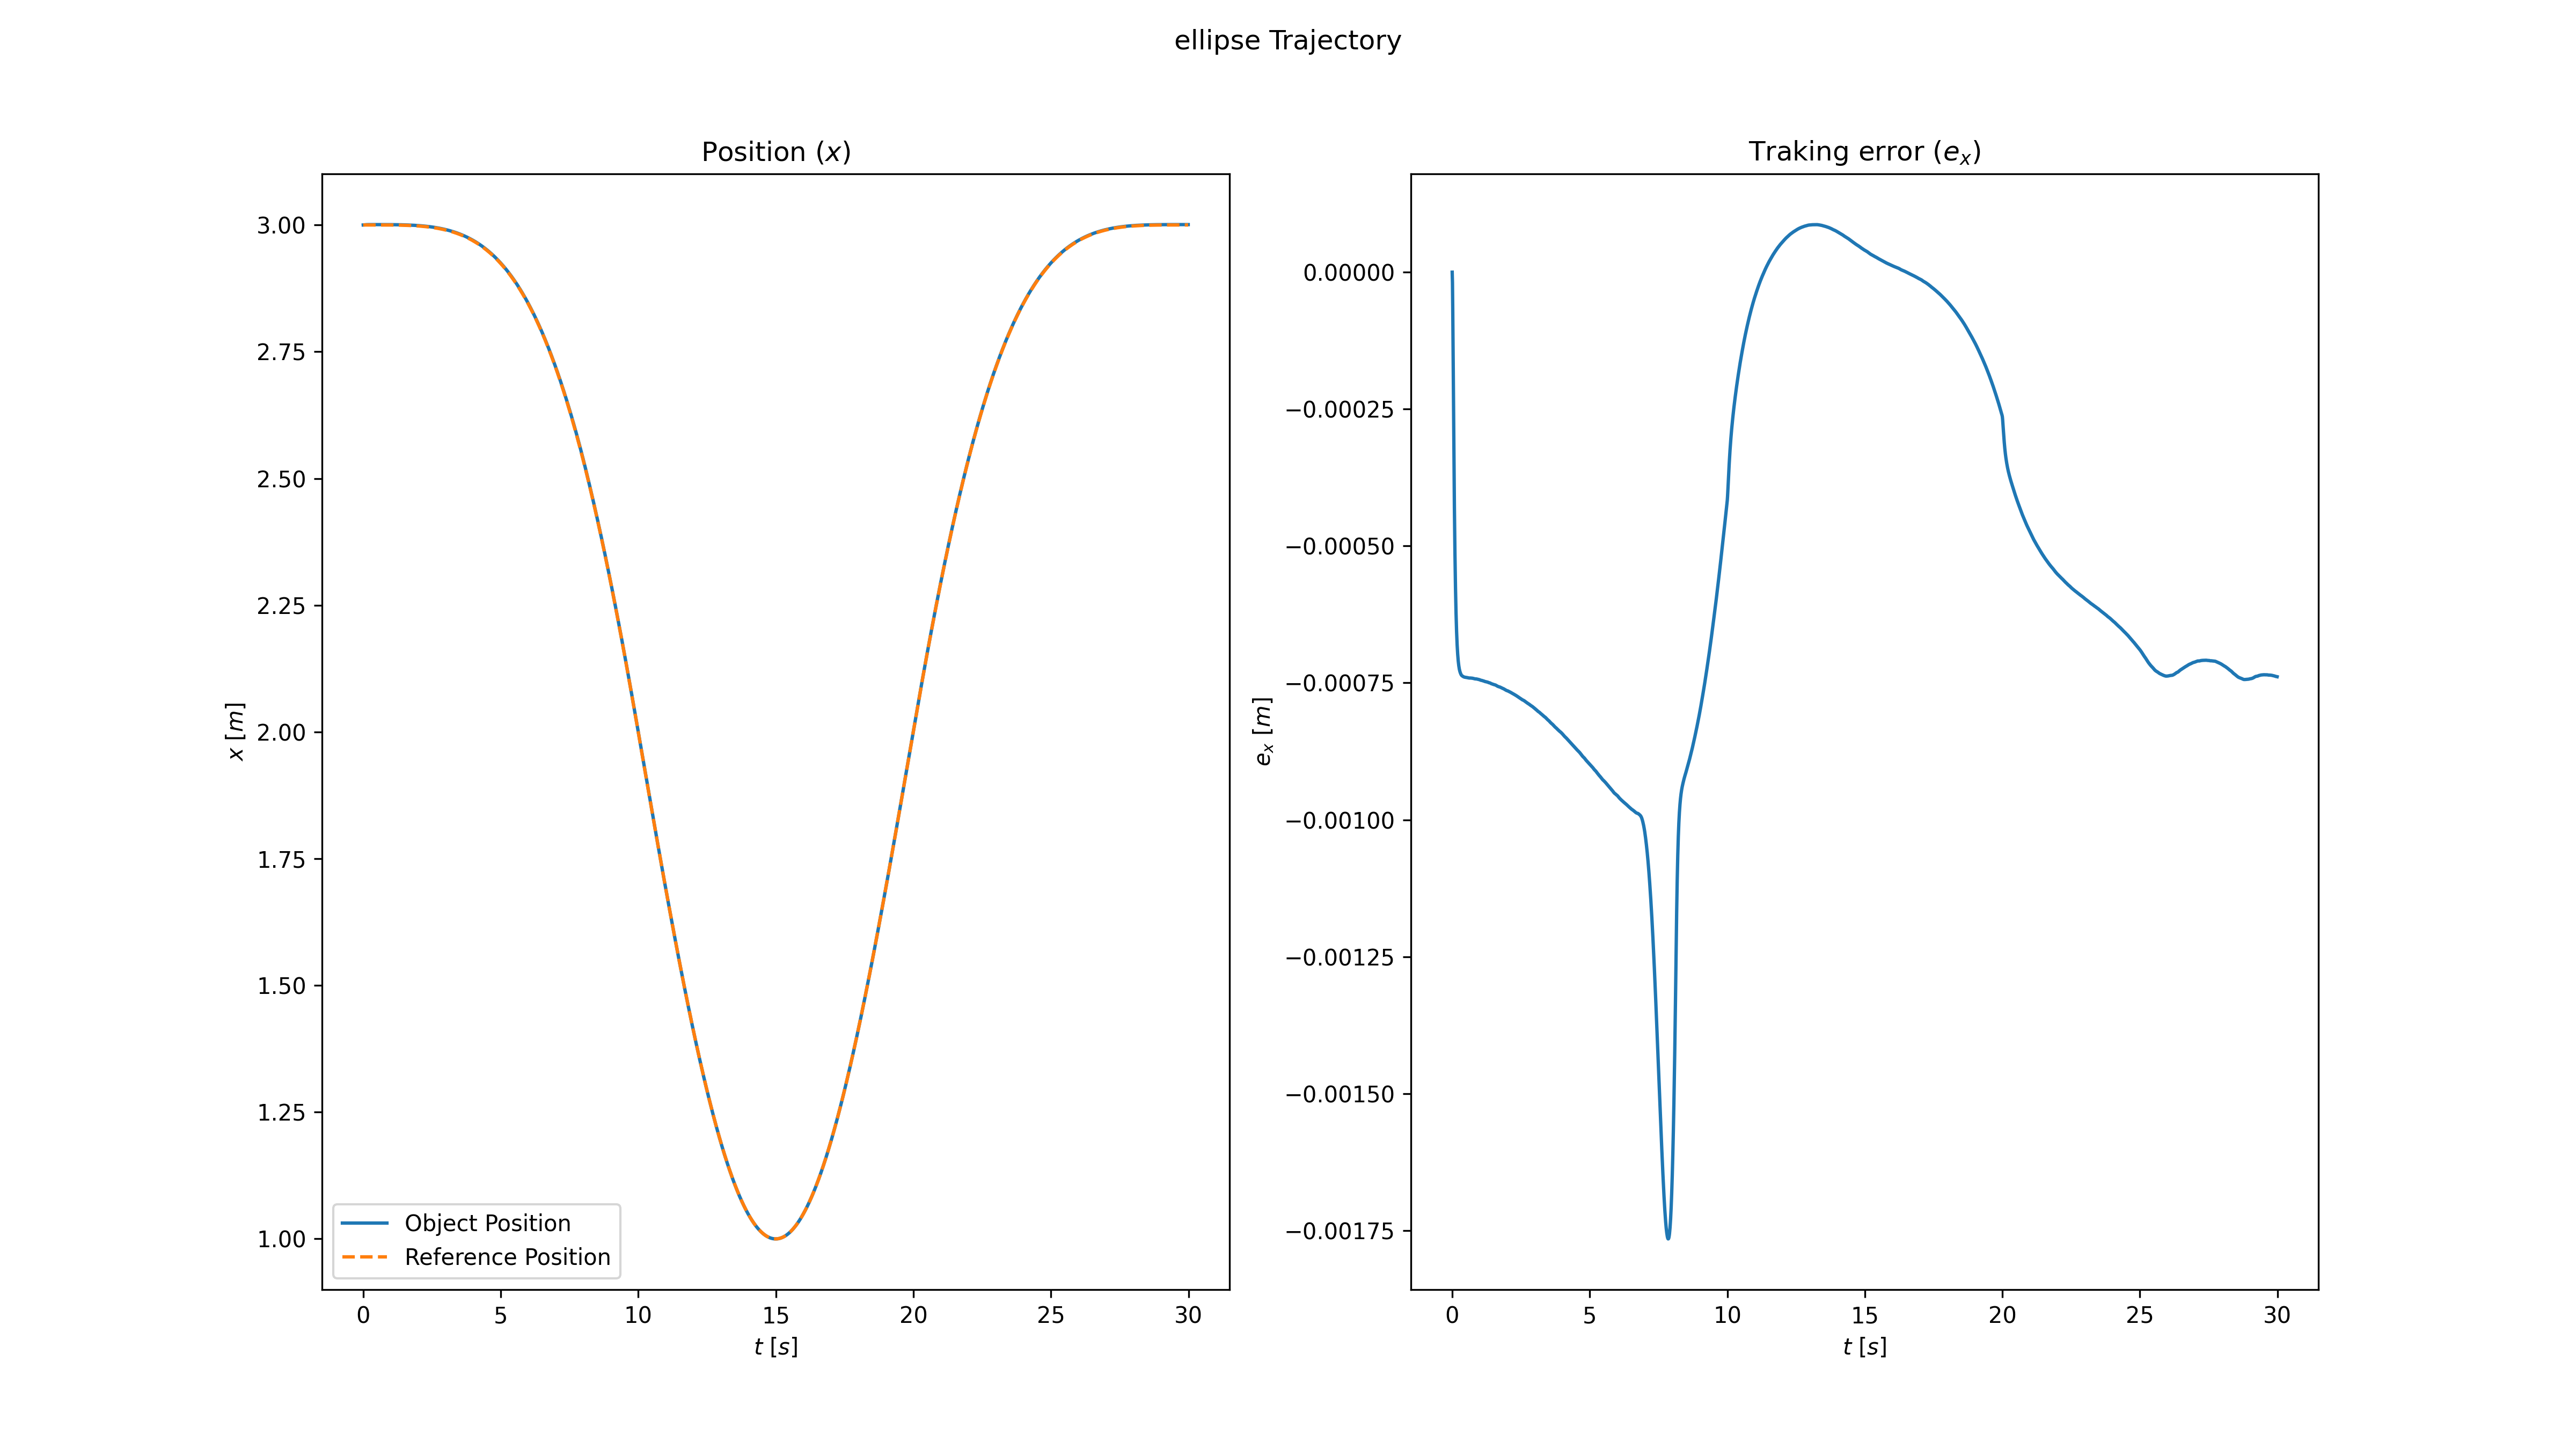 ellipse Trajectory
Position (x)
3.00
2.75
2.50
2.25
2.00
1.75
1.50
1.25
1.00
x [m]
0 5 10 15 20 25 30
t [s]
Object Position
Reference Position
Traking error (eₓ)
0.00000
−0.00025
−0.00050
−0.00075
−0.00100
−0.00125
−0.00150
−0.00175
eₓ [m]
0 5 10 15 20 25 30
t [s]